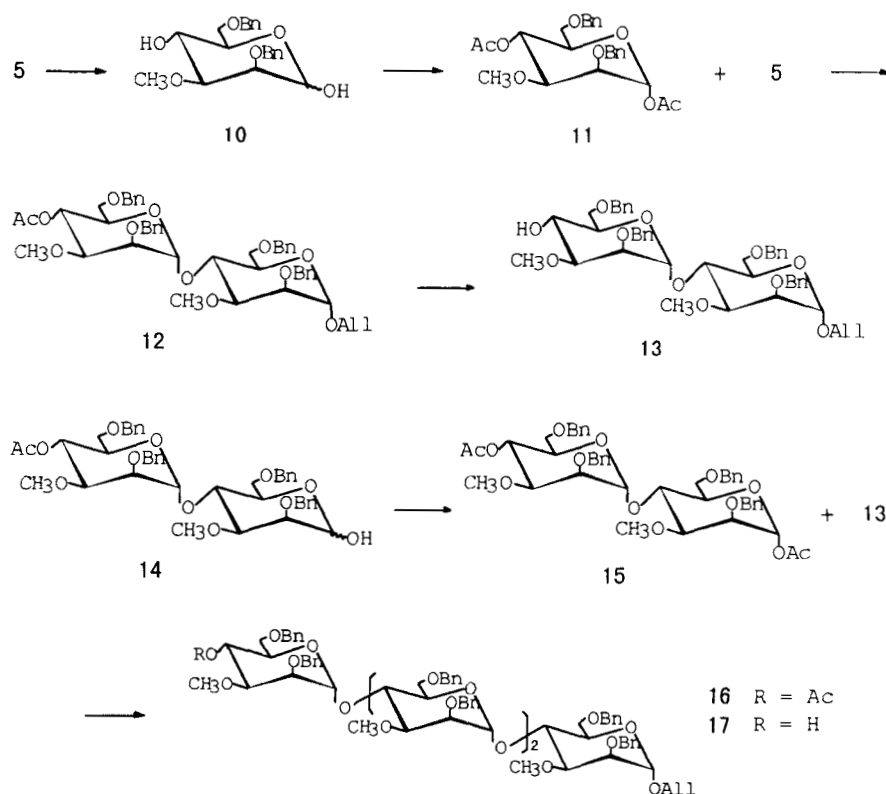 5
HO
OBn
OBn
CH3O
OH
10
AcO
OBn
OBn
CH3O
OAc
11
+ 5
AcO
OBn
OBn
CH3O
O
OBn
OBn
CH3O
OAll
12
HO
OBn
OBn
CH3O
O
OBn
OBn
CH3O
OAll
13
AcO
OBn
OBn
CH3O
O
OBn
OBn
CH3O
OH
14
AcO
OBn
OBn
CH3O
O
OBn
OBn
CH3O
OAc
15
+ 13
RO
OBn
OBn
CH3O
O
OBn
OBn
CH3O
O
2
OBn
OBn
CH3O
OAll
16 R = Ac
17 R = H